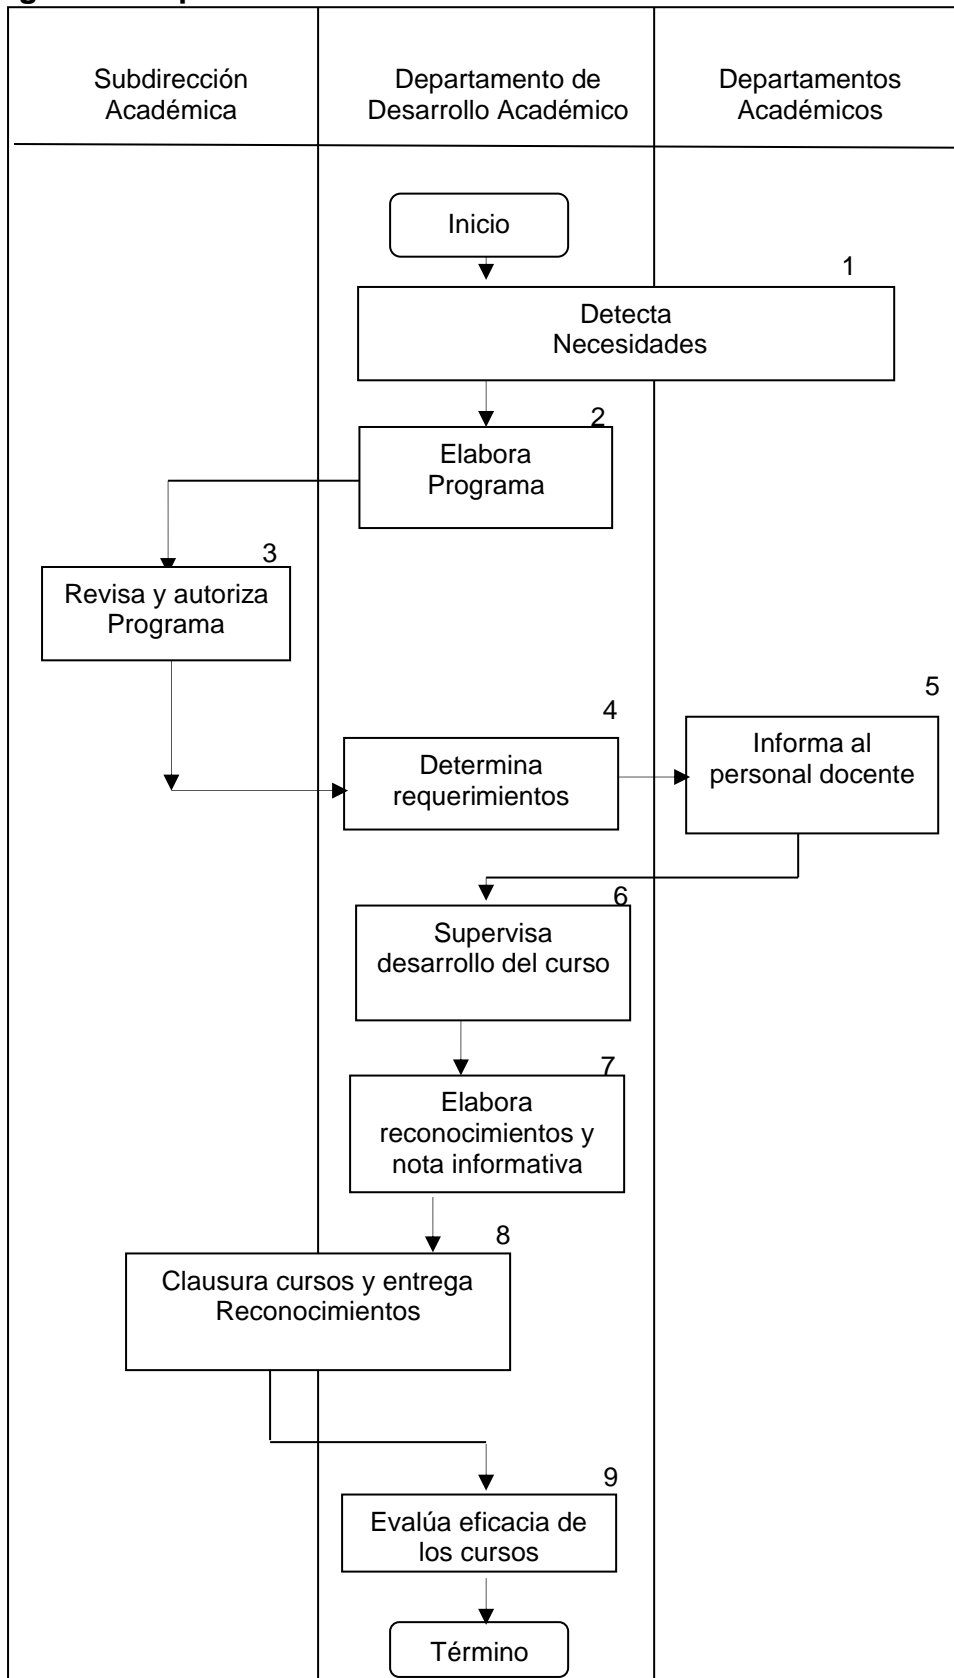 Subdirección
Académica
Departamento de
Desarrollo Académico
Departamentos
Académicos
Inicio
1
Detecta
Necesidades
2
Elabora
Programa
3
Revisa y autoriza
Programa
4
Determina
requerimientos
5
Informa al
personal docente
6
Supervisa
desarrollo del curso
7
Elabora
reconocimientos y
nota informativa
8
Clausura cursos y entrega
Reconocimientos
9
Evalúa eficacia de
los cursos
Término